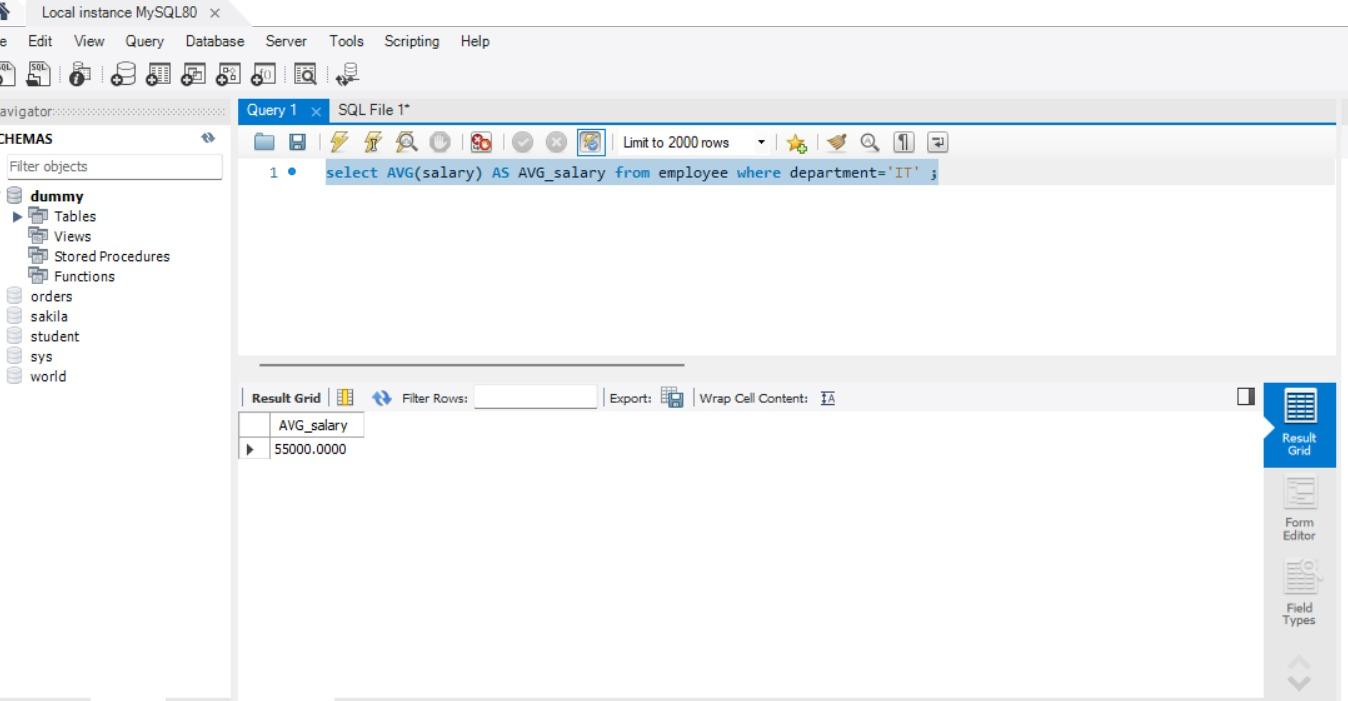 Local instance MySQL80 ×
e Edit View Query Database Server Tools Scripting Help
avigator
Query 1 × SQL File 1*
CHEMAS
Limit to 2000 rows
Filter objects
1 select AVG(salary) AS AVG_salary from employee where department='IT' ;
dummy
Tables
Views
Stored Procedures
Functions
orders
sakila
student
sys
world
Result Grid Filter Rows: Export: Wrap Cell Content: IA
AVG_salary
55000.0000
Result
Grid
Form
Editor
Field
Types